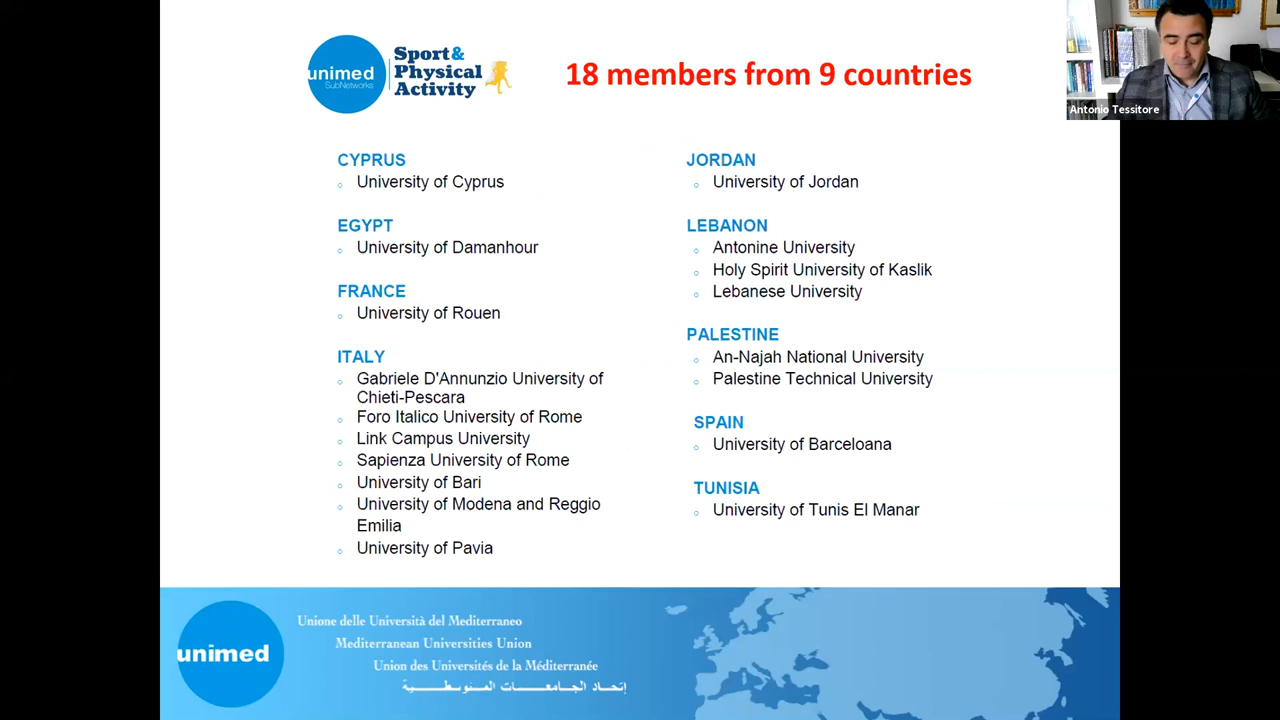 unimed
SubNetworks
Sport&
Physical
Activity
18 members from 9 countries
Antonio Tessitore
CYPRUS
University of Cyprus
EGYPT
University of Damanhour
FRANCE
University of Rouen
ITALY
Gabriele D'Annunzio University of
Chieti-Pescara
Foro Italico University of Rome
Link Campus University
Sapienza University of Rome
University of Bari
University of Modena and Reggio
Emilia
University of Pavia
JORDAN
University of Jordan
LEBANON
Antonine University
Holy Spirit University of Kaslik
Lebanese University
PALESTINE
An-Najah National University
Palestine Technical University
SPAIN
University of Barceloana
TUNISIA
University of Tunis El Manar
unimed
Unione delle Università del Mediterraneo
Mediterranean Universities Union
Union des Universités de la Méditerranée
إتحـاد الجـامعـــات المتـوسطــيـة